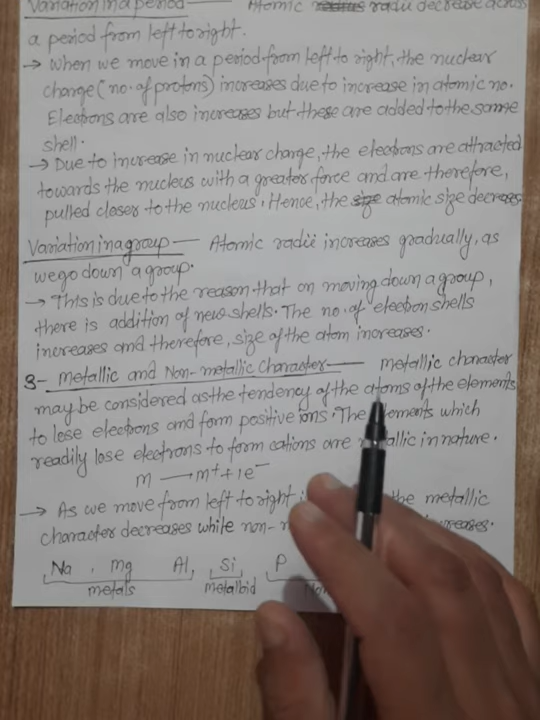 Variation in a period — Atomic radii decrease across
a period from left to right.
→ When we move in a period from left to right, the nuclear
charge (no. of protons) increases due to increase in atomic no.
Electrons are also increases but these are added to the same
shell.
→ Due to increase in nuclear charge, the electrons are attracted
towards the nucleus with a greater force and are therefore,
pulled closer to the nucleus. Hence, the atomic size decreases
Variation in a group — Atomic radii increases gradually, as
we go down a group.
→ This is due to the reason that on moving down a group,
there is addition of new shells. The no. of electron shells
increases and therefore, size of the atom increases.
3- Metallic and Non-metallic Character — Metallic character
may be considered as the tendency of the atoms of the elements
to lose electrons and form positive ions. The elements which
readily lose electrons to form cations are metallic in nature.
m → m+ + 1e-
→ As we move from left to right the metallic
character decreases while non-
Na , Mg Al, Si P
metals metalloid